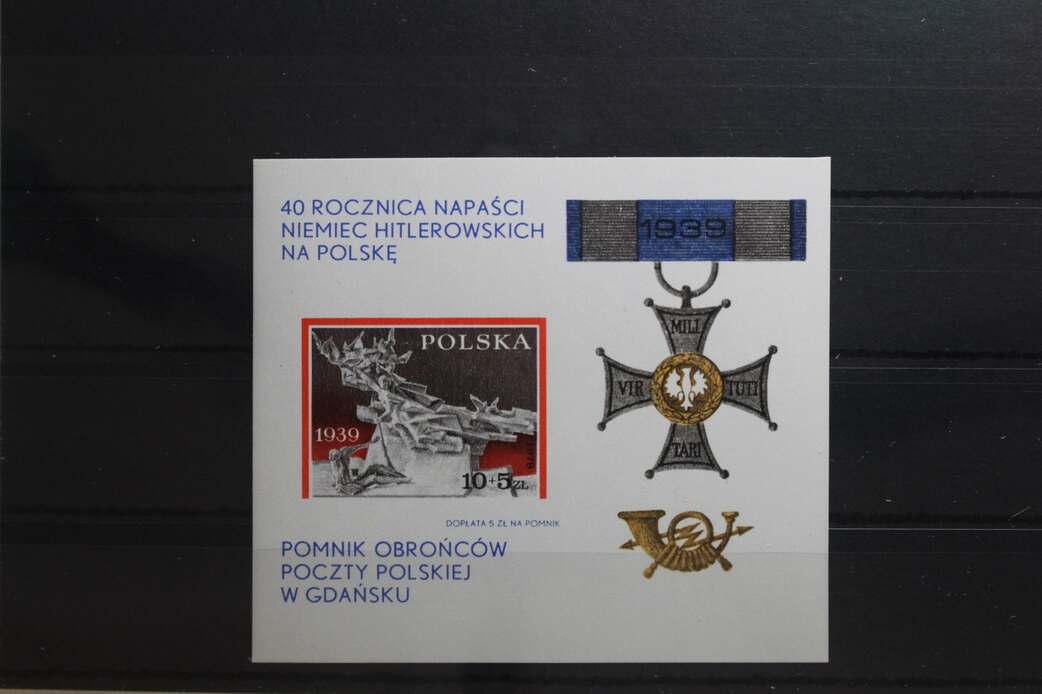 40 ROCZNICA NAPAŚCI
NIEMIEC HITLEROWSKICH
NA POLSKĘ
1939
MILI
VIR TUTI
TARI
POLSKA
1939
1979
10+5ZŁ
DOPŁATA 5 ZŁ NA POMNIK
POMNIK OBROŃCÓW
POCZTY POLSKIEJ
W GDAŃSKU